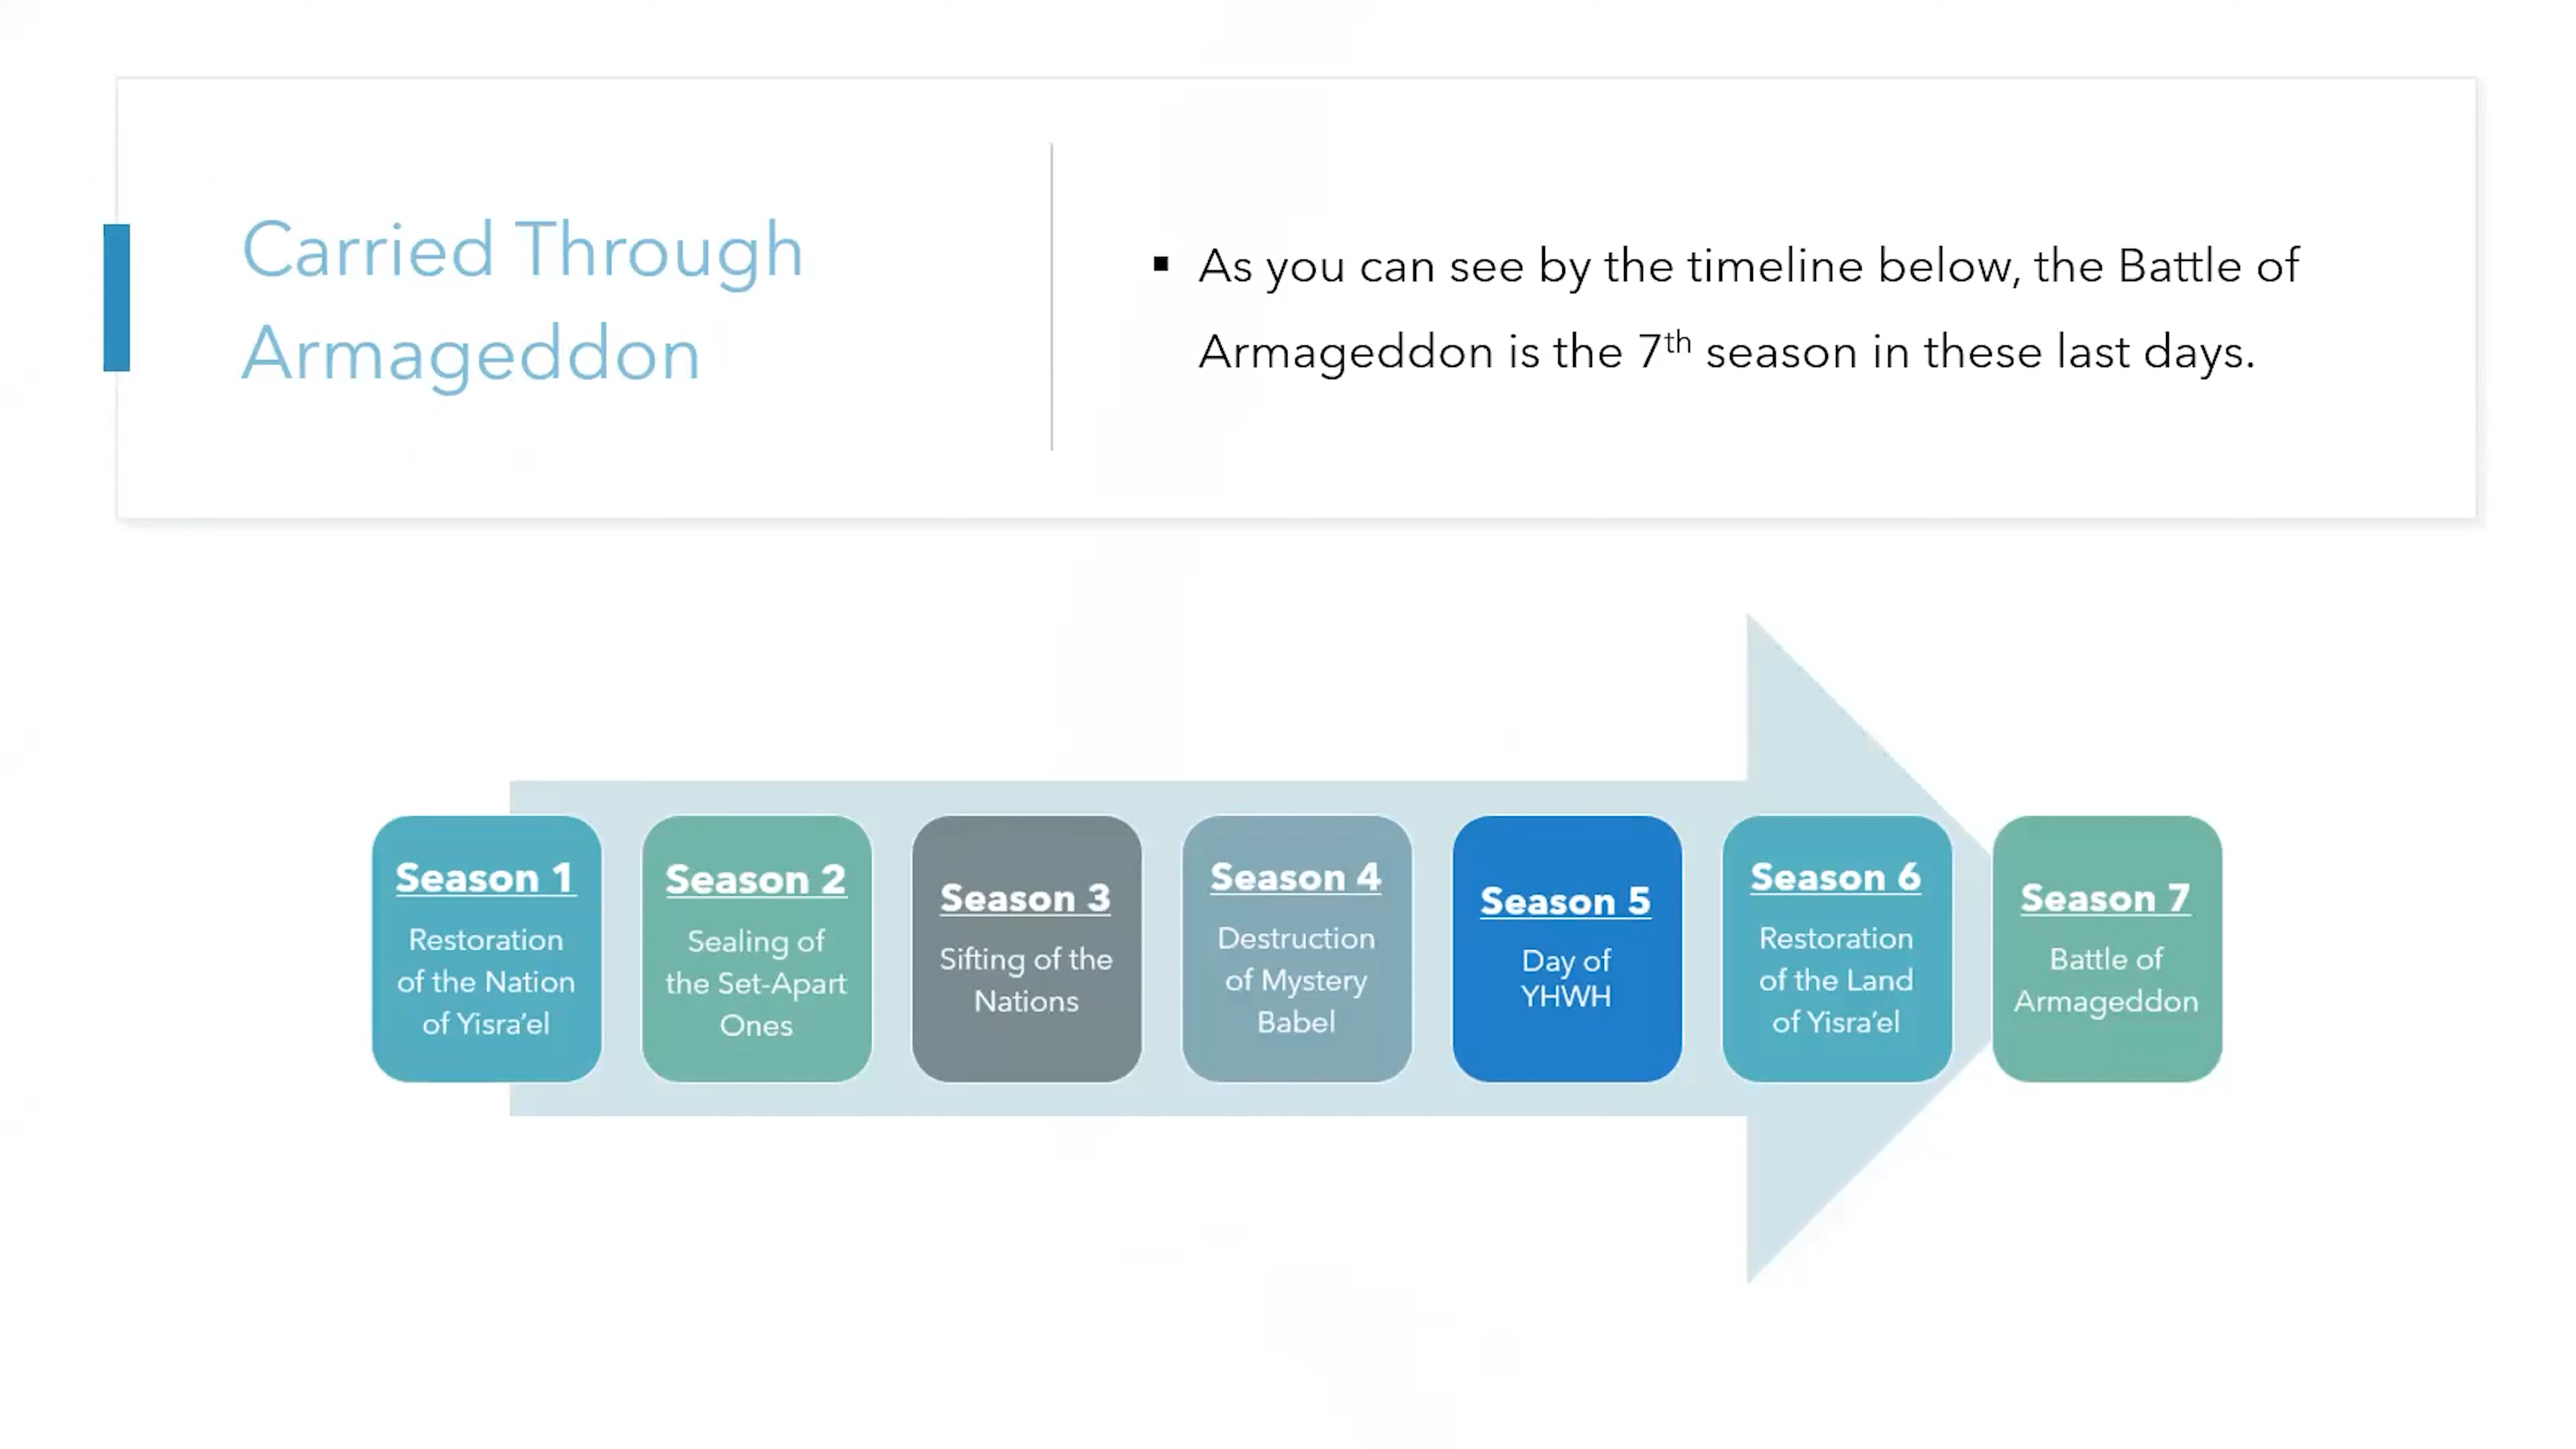 Carried Through
Armageddon
▪ As you can see by the timeline below, the Battle of
Armageddon is the 7th season in these last days.
Season 1
Restoration
of the Nation
of Yisra’el
Season 2
Sealing of
the Set-Apart
Ones
Season 3
Sifting of the
Nations
Season 4
Destruction
of Mystery
Babel
Season 5
Day of
YHWH
Season 6
Restoration
of the Land
of Yisra’el
Season 7
Battle of
Armageddon